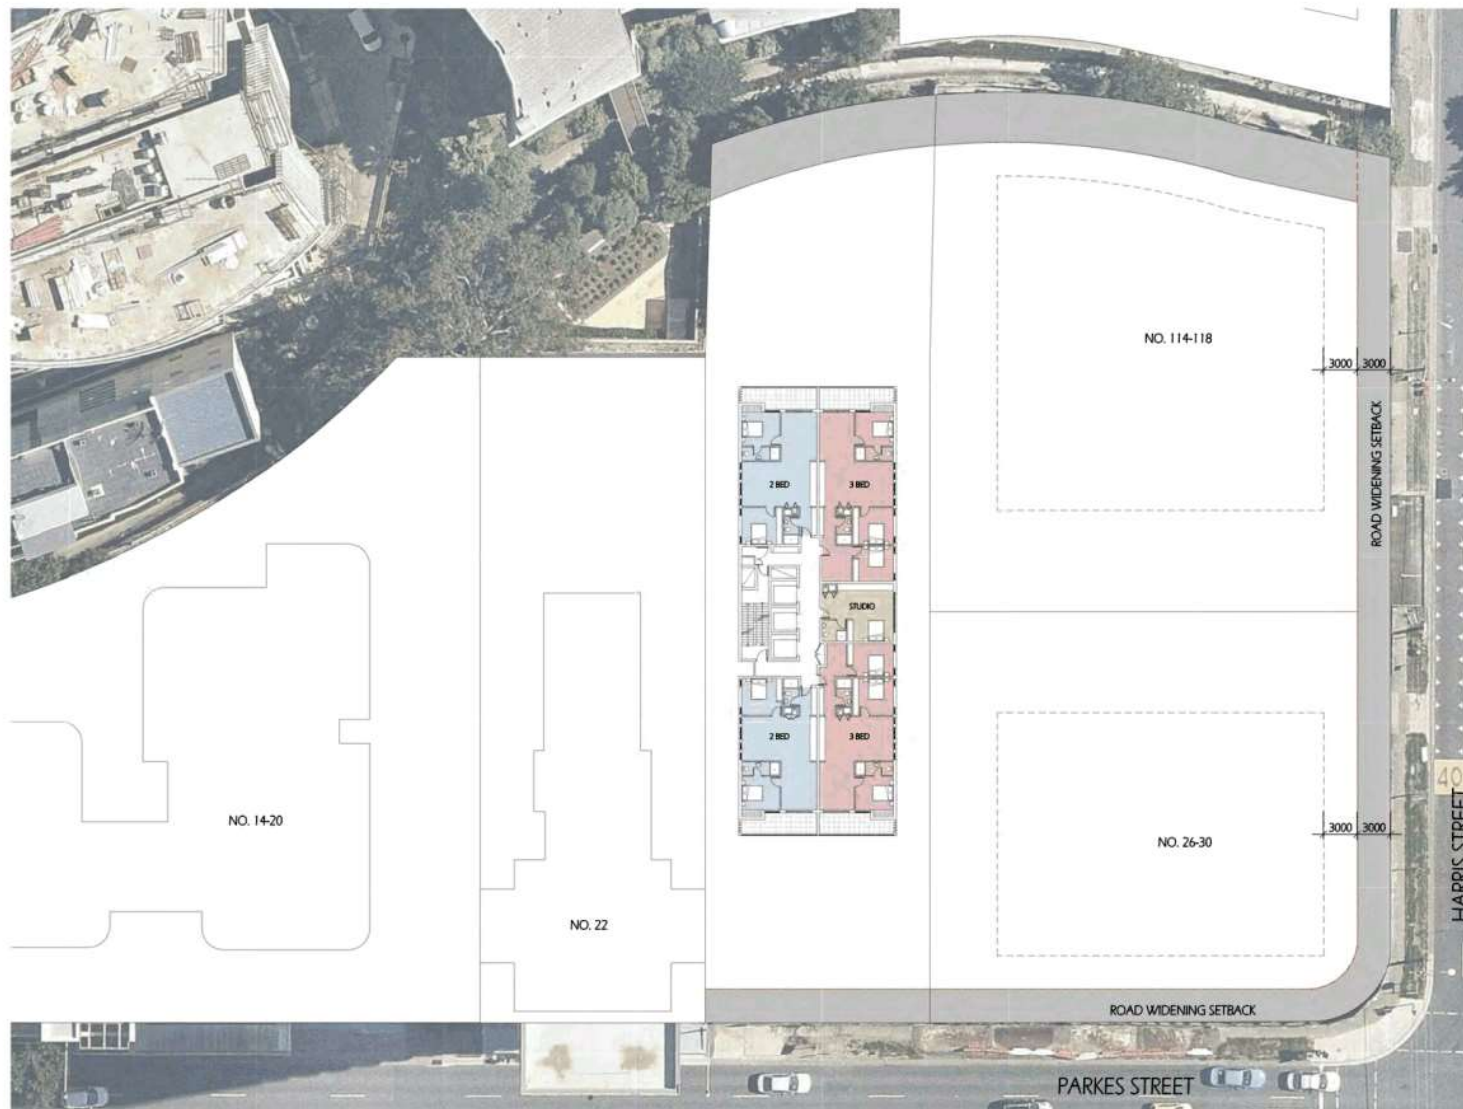 NO. 114-118
3000 3000
ROAD WIDENING SETBACK
2 BED
3 BED
STUDIO
2 BED
3 BED
NO. 14-20
NO. 22
NO. 26-30
3000 3000
40
HARRIS STREET
ROAD WIDENING SETBACK
PARKES STREET